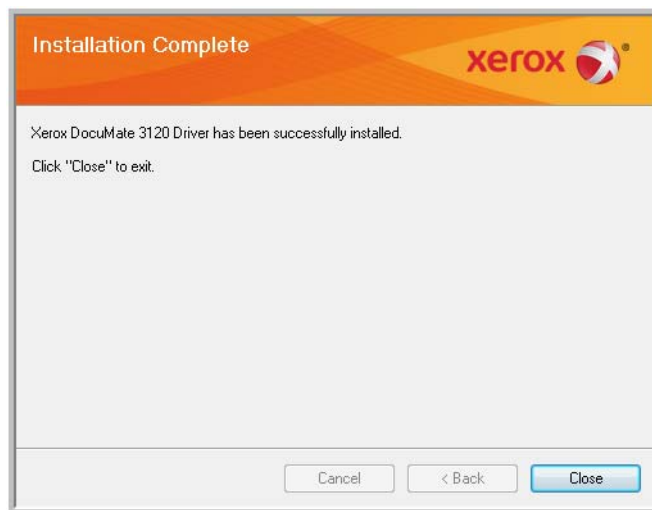 Installation Complete
xerox
Xerox DocuMate 3120 Driver has been successfully installed.
Click "Close" to exit.
Cancel
< Back
Close